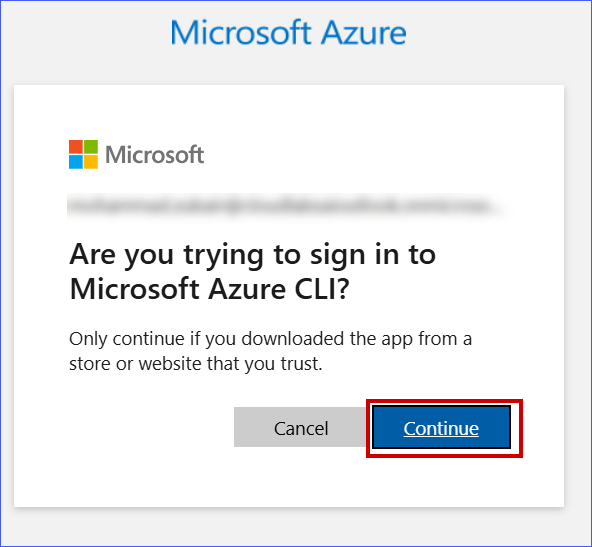 Microsoft Azure
Microsoft
Are you trying to sign in to
Microsoft Azure CLI?
Only continue if you downloaded the app from a
store or website that you trust.
Cancel
Continue